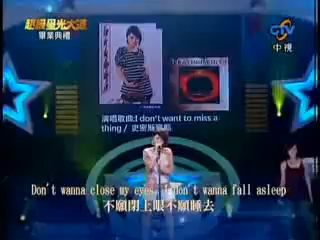 超級星光大道
畢業典禮
CTV
中視
演唱歌曲:I don't want to miss a
thing / 史密斯飛船
Don't wanna close my eyes, I don't wanna fall asleep
不願閉上眼不願睡去